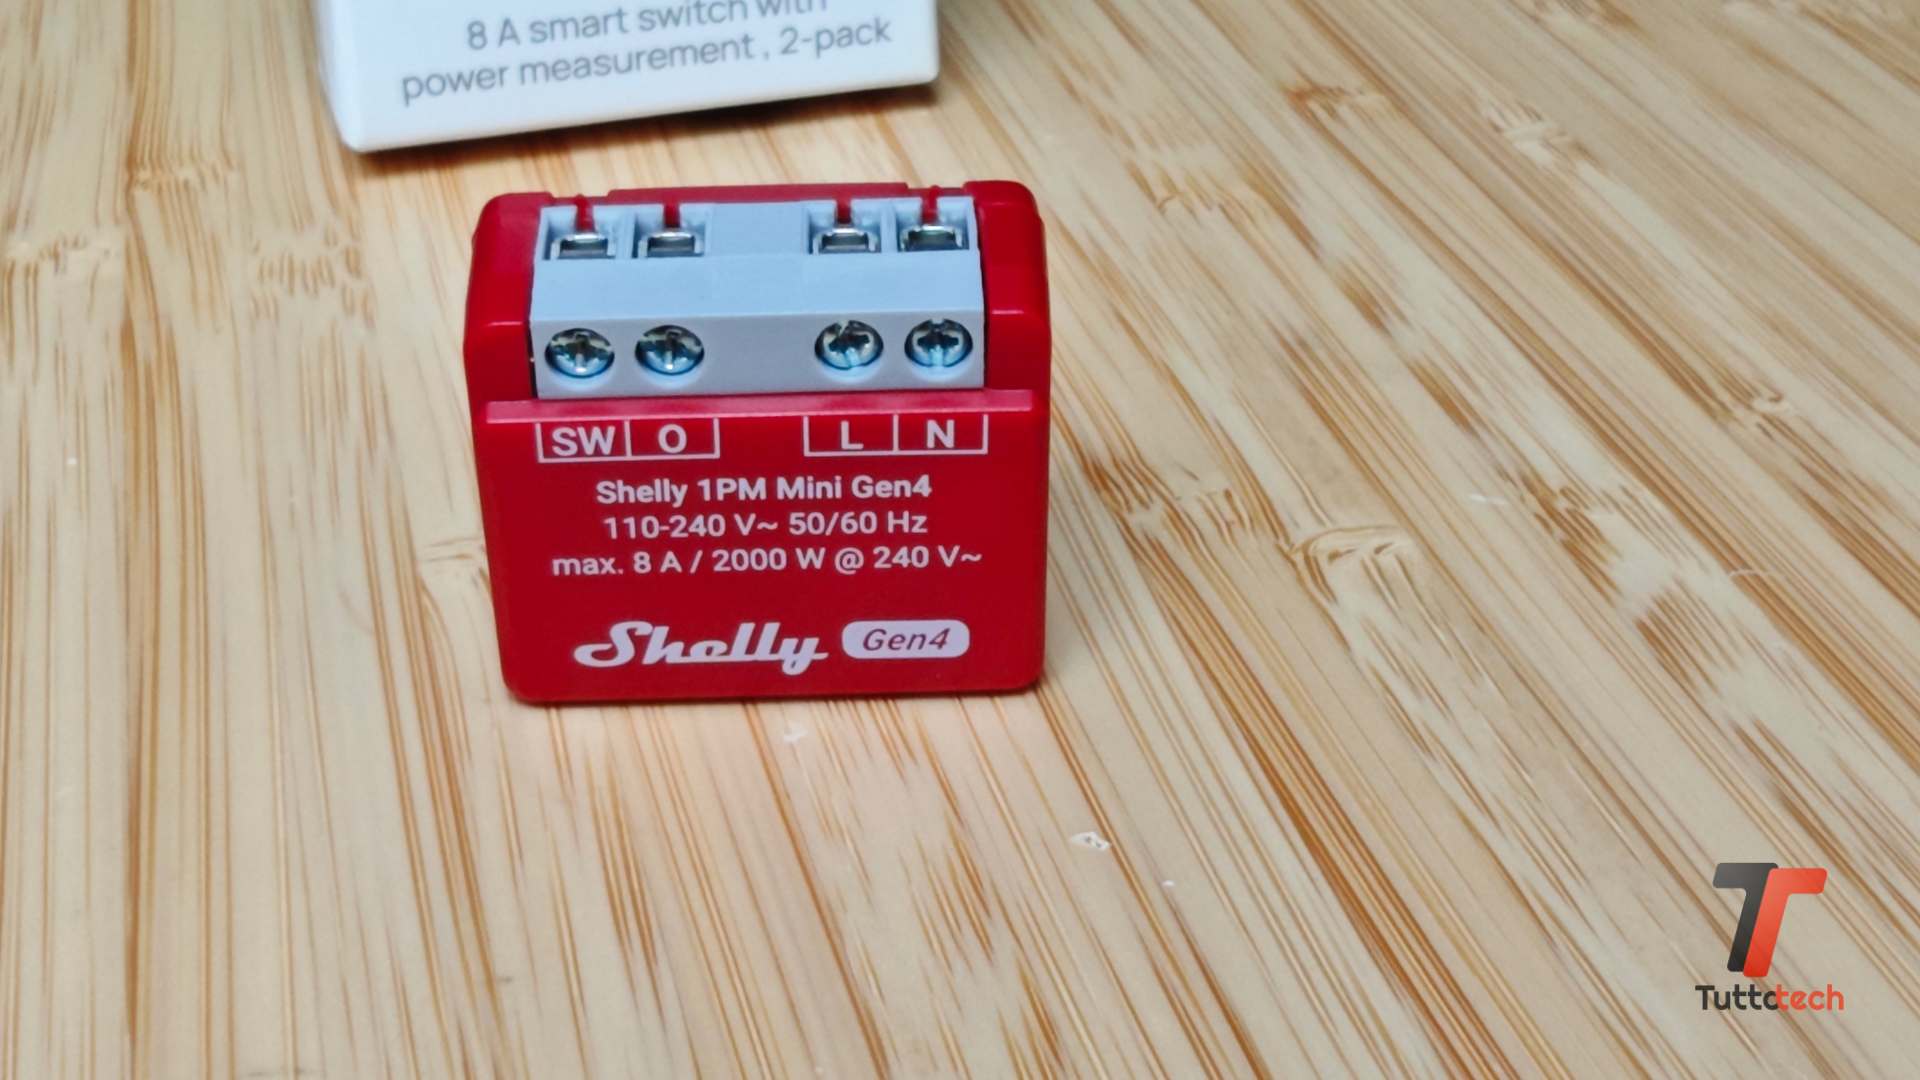 8 A smart switch with
power measurement , 2-pack
SW O L N
Shelly 1PM Mini Gen4
110-240 V~ 50/60 Hz
max. 8 A / 2000 W @ 240 V~
Shelly Gen4
Tuttotech